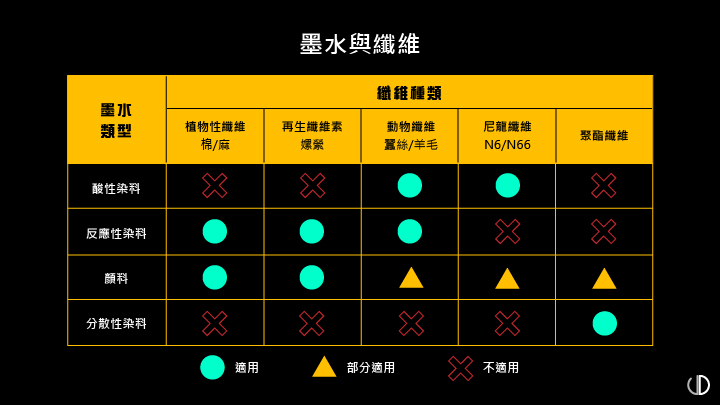 墨水與纖維
墨水
類型
纖維種類
植物性纖維
棉/麻
再生纖維素
嫘縈
動物纖維
蠶絲/羊毛
尼龍纖維
N6/N66
聚酯纖維
酸性染料
反應性染料
顏料
分散性染料
適用
部分適用
不適用